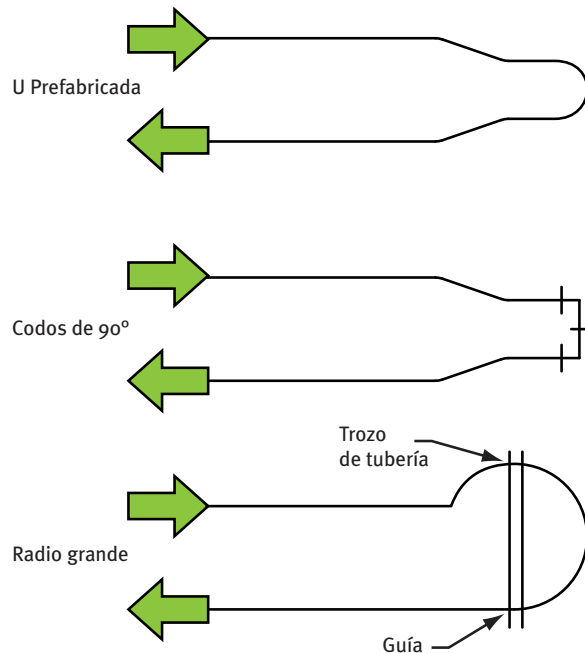 U Prefabricada
Codos de 90º
Trozo
de tubería
Radio grande
Guía